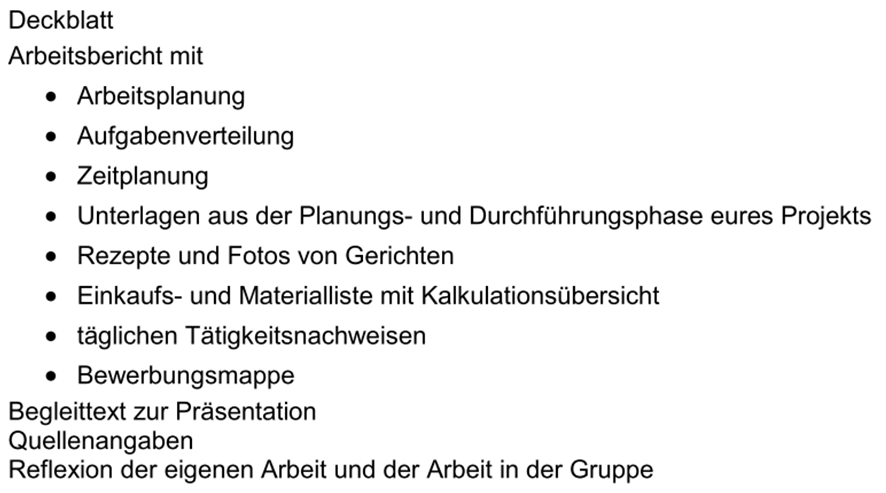 Deckblatt
Arbeitsbericht mit
• Arbeitsplanung
• Aufgabenverteilung
• Zeitplanung
• Unterlagen aus der Planungs- und Durchführungsphase eures Projekts
• Rezepte und Fotos von Gerichten
• Einkaufs- und Materialliste mit Kalkulationsübersicht
• täglichen Tätigkeitsnachweisen
• Bewerbungsmappe
Begleittext zur Präsentation
Quellenangaben
Reflexion der eigenen Arbeit und der Arbeit in der Gruppe